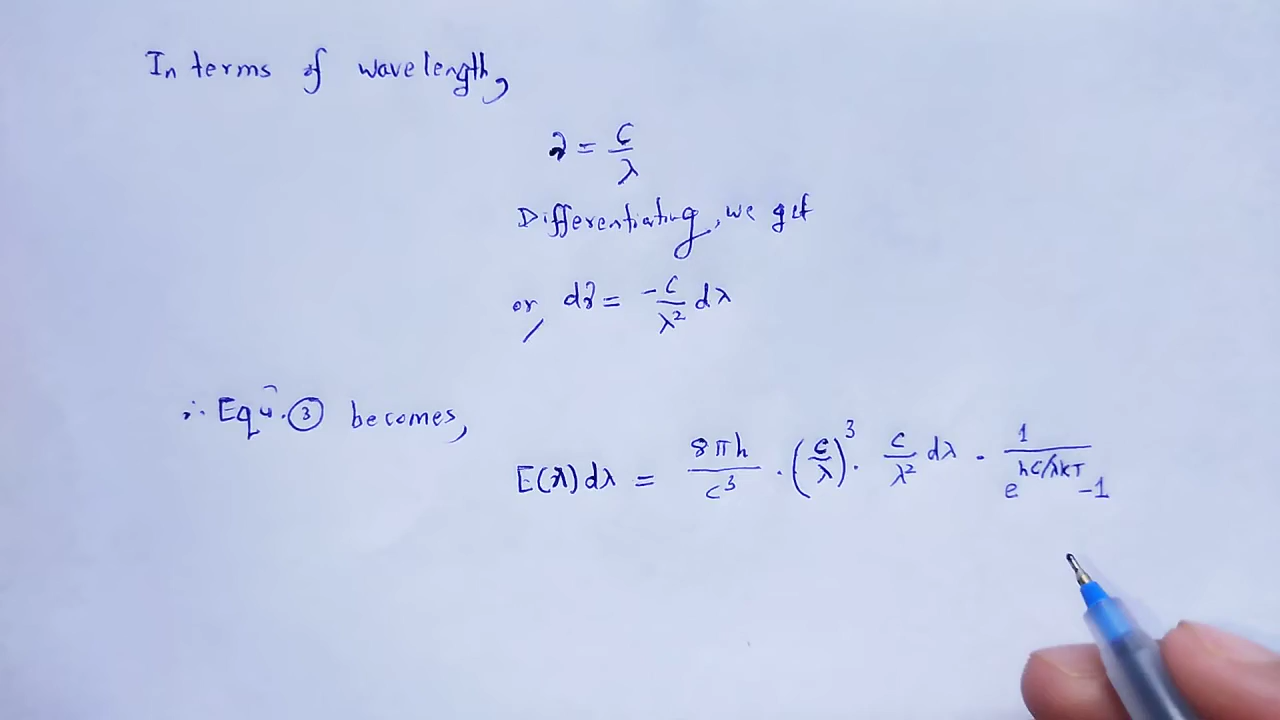 In terms of wavelength,
ν = c/λ
Differentiating, we get
or, dν = -c/λ² dλ
∴ Equ. ③ becomes,
E(λ)dλ = 8πh/c³ · (c/λ)³ · c/λ² dλ · 1/(e^(hc/λkT) -1)